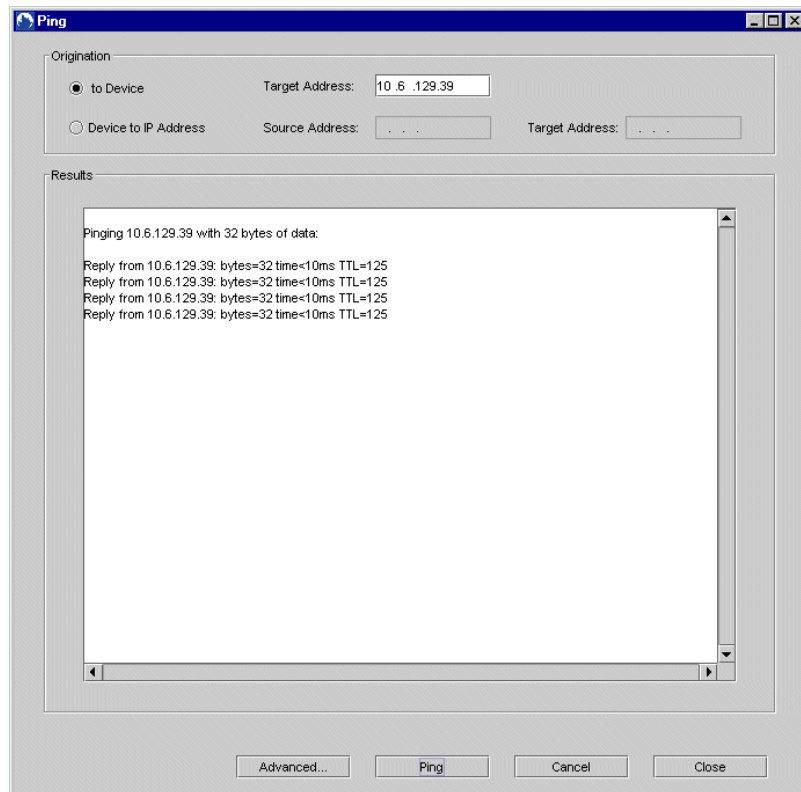 Ping
Origination
to Device Target Address: 10 .6 .129.39
Device to IP Address Source Address: . . . Target Address: . . .
Results
Pinging 10.6.129.39 with 32 bytes of data:
Reply from 10.6.129.39: bytes=32 time<10ms TTL=125
Reply from 10.6.129.39: bytes=32 time<10ms TTL=125
Reply from 10.6.129.39: bytes=32 time<10ms TTL=125
Reply from 10.6.129.39: bytes=32 time<10ms TTL=125
Advanced... Ping Cancel Close